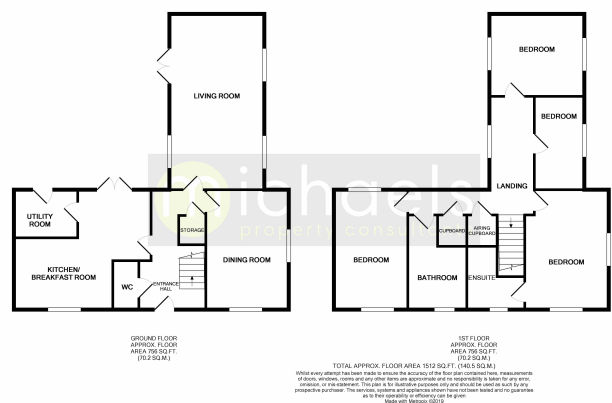 BEDROOM
LIVING ROOM
BEDROOM
michaels
property consultants
LANDING
UTILITY
ROOM
STORAGE
CUPBOARD
AIRING
CUPBOARD
KITCHEN/
BREAKFAST ROOM
WC
ENTRANCE
HALL
DINING ROOM
BEDROOM
BATHROOM
ENSUITE
BEDROOM
GROUND FLOOR
APPROX. FLOOR
AREA 756 SQ.FT.
(70.2 SQ.M.)
1ST FLOOR
APPROX. FLOOR
AREA 756 SQ.FT.
(70.2 SQ.M.)
TOTAL APPROX. FLOOR AREA 1512 SQ.FT. (140.5 SQ.M.)
Whilst every attempt has been made to ensure the accuracy of the floor plan contained here, measurements
of doors, windows, rooms and any other items are approximate and no responsibility is taken for any error,
omission, or mis-statement. This plan is for illustrative purposes only and should be used as such by any
prospective purchaser. The services, systems and appliances shown have not been tested and no guarantee
as to their operability or efficiency can be given
Made with Metropix ©2019